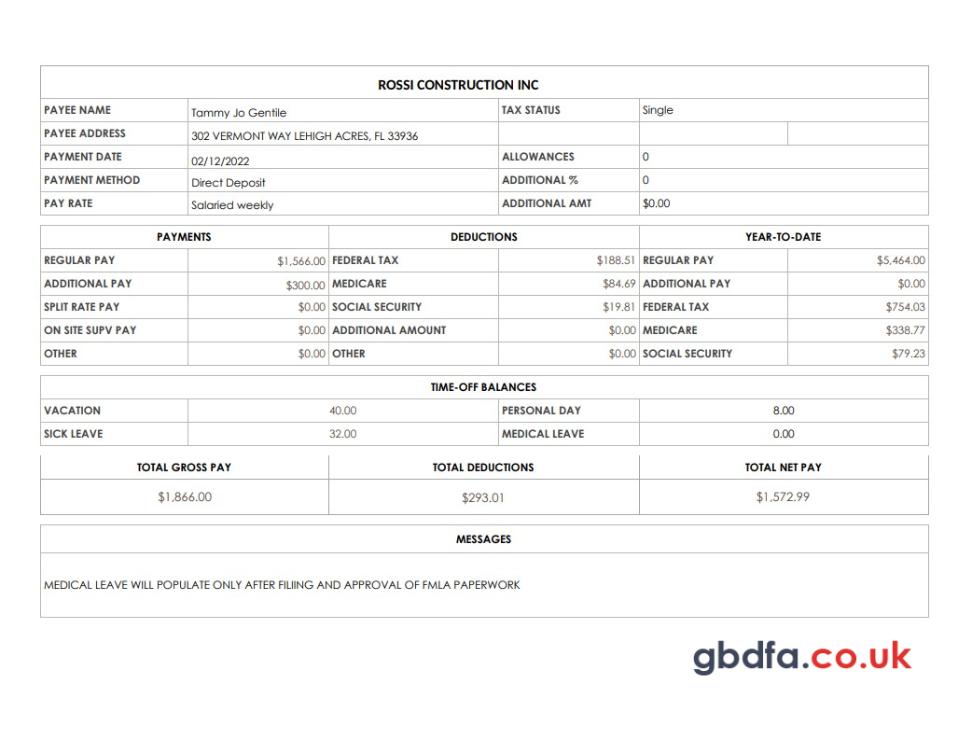 ROSSI CONSTRUCTION INC
PAYEE NAME Tammy Jo Gentile TAX STATUS Single
PAYEE ADDRESS 302 VERMONT WAY LEHIGH ACRES, FL 33936
PAYMENT DATE 02/12/2022 ALLOWANCES 0
PAYMENT METHOD Direct Deposit ADDITIONAL % 0
PAY RATE Salaried weekly ADDITIONAL AMT $0.00
PAYMENTS DEDUCTIONS YEAR-TO-DATE
REGULAR PAY $1,566.00 FEDERAL TAX $188.51 REGULAR PAY $5,464.00
ADDITIONAL PAY $300.00 MEDICARE $84.69 ADDITIONAL PAY $0.00
SPLIT RATE PAY $0.00 SOCIAL SECURITY $19.81 FEDERAL TAX $754.03
ON SITE SUPV PAY $0.00 ADDITIONAL AMOUNT $0.00 MEDICARE $338.77
OTHER $0.00 OTHER $0.00 SOCIAL SECURITY $79.23
TIME-OFF BALANCES
VACATION 40.00 PERSONAL DAY 8.00
SICK LEAVE 32.00 MEDICAL LEAVE 0.00
TOTAL GROSS PAY TOTAL DEDUCTIONS TOTAL NET PAY
$1,866.00 $293.01 $1,572.99
MESSAGES
MEDICAL LEAVE WILL POPULATE ONLY AFTER FILIING AND APPROVAL OF FMLA PAPERWORK
gbdfa.co.uk